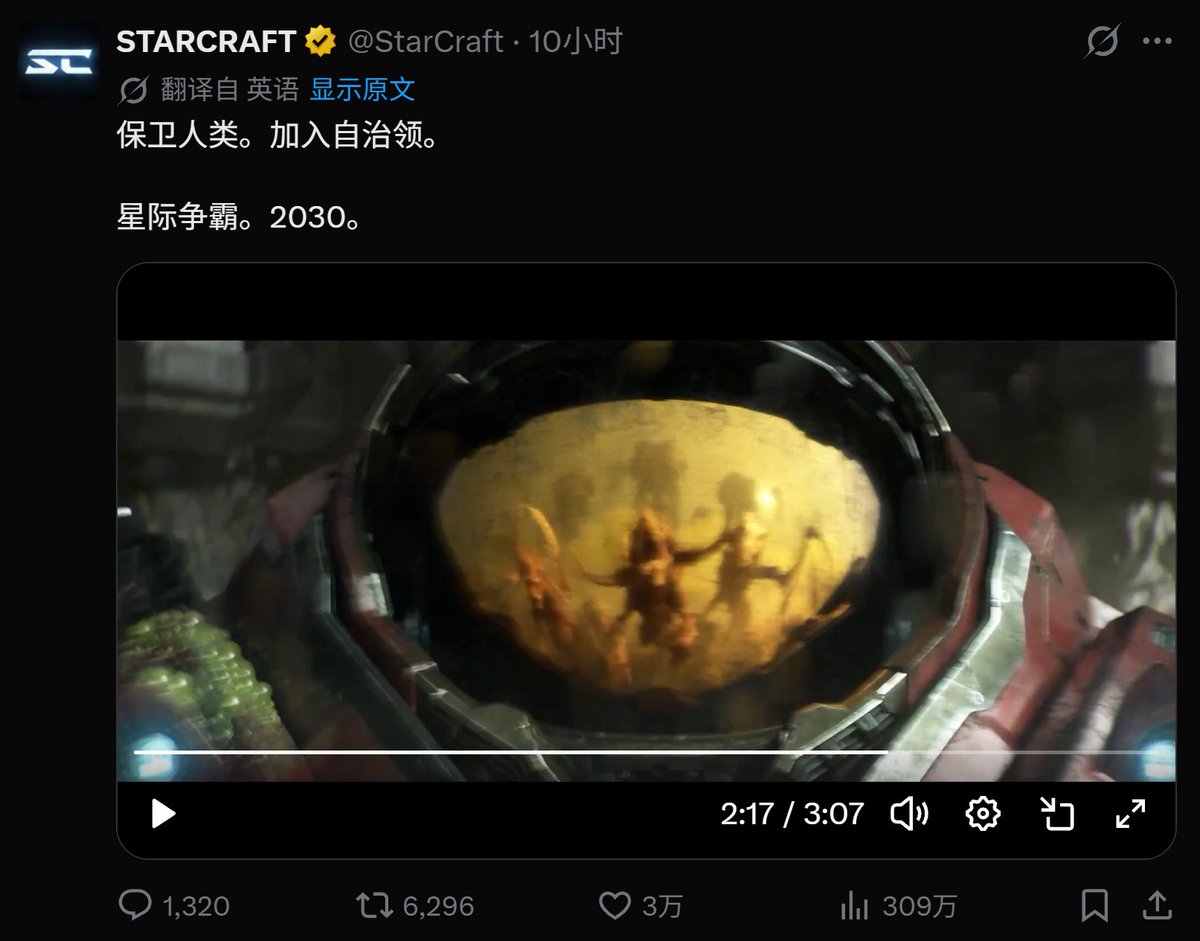 SC
STARCRAFT @StarCraft · 10小时
翻译自 英语 显示原文
保卫人类。加入自治领。
星际争霸。2030。
2:17 / 3:07
1,320 6,296 3万 309万